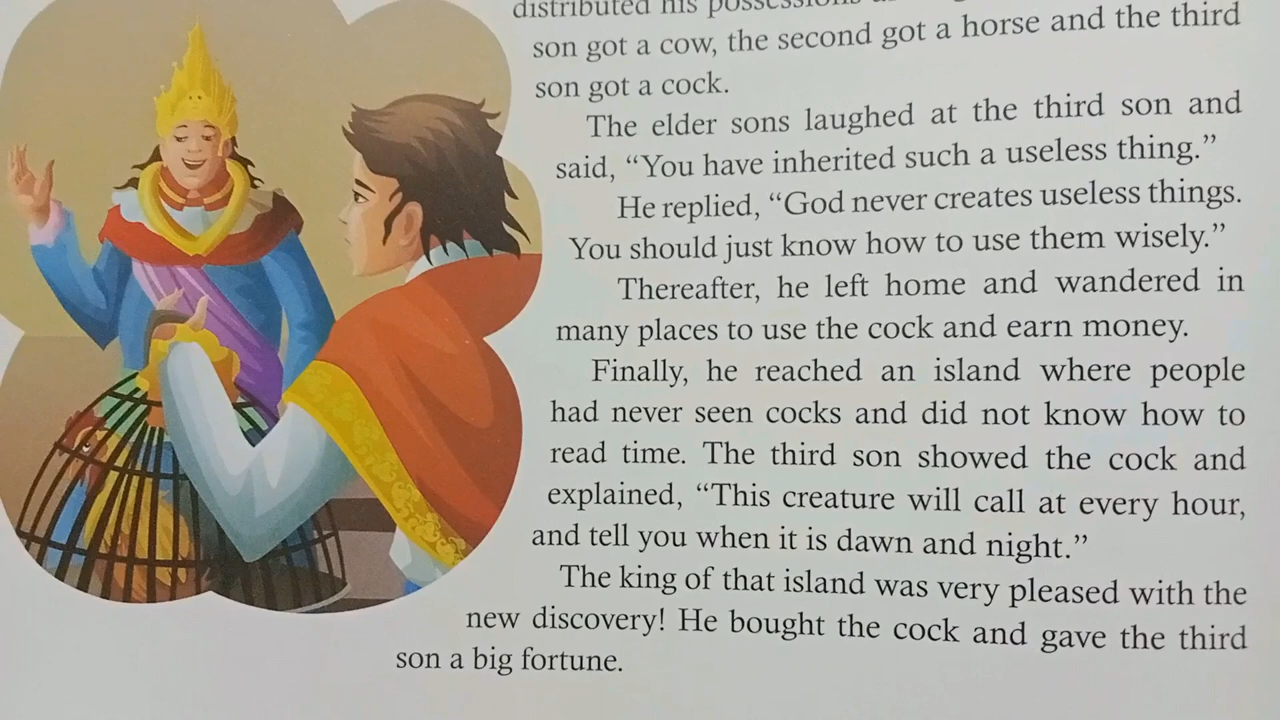 distributed his possessions
son got a cow, the second got a horse and the third
son got a cock.
The elder sons laughed at the third son and
said, “You have inherited such a useless thing.”
He replied, “God never creates useless things.
You should just know how to use them wisely.”
Thereafter, he left home and wandered in
many places to use the cock and earn money.
Finally, he reached an island where people
had never seen cocks and did not know how to
read time. The third son showed the cock and
explained, “This creature will call at every hour,
and tell you when it is dawn and night.”
The king of that island was very pleased with the
new discovery! He bought the cock and gave the third
son a big fortune.